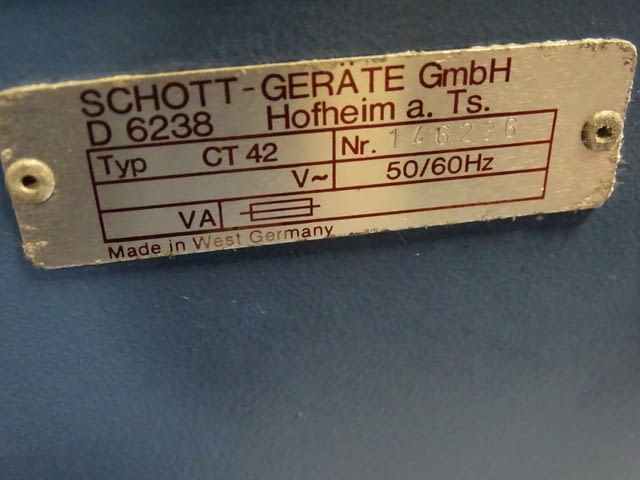 SCHOTT-GERÄTE GmbH
D 6238 Hofheim a. Ts.
Typ CT 42 Nr. 146226
V~ 50/60Hz
VA
Made in West Germany